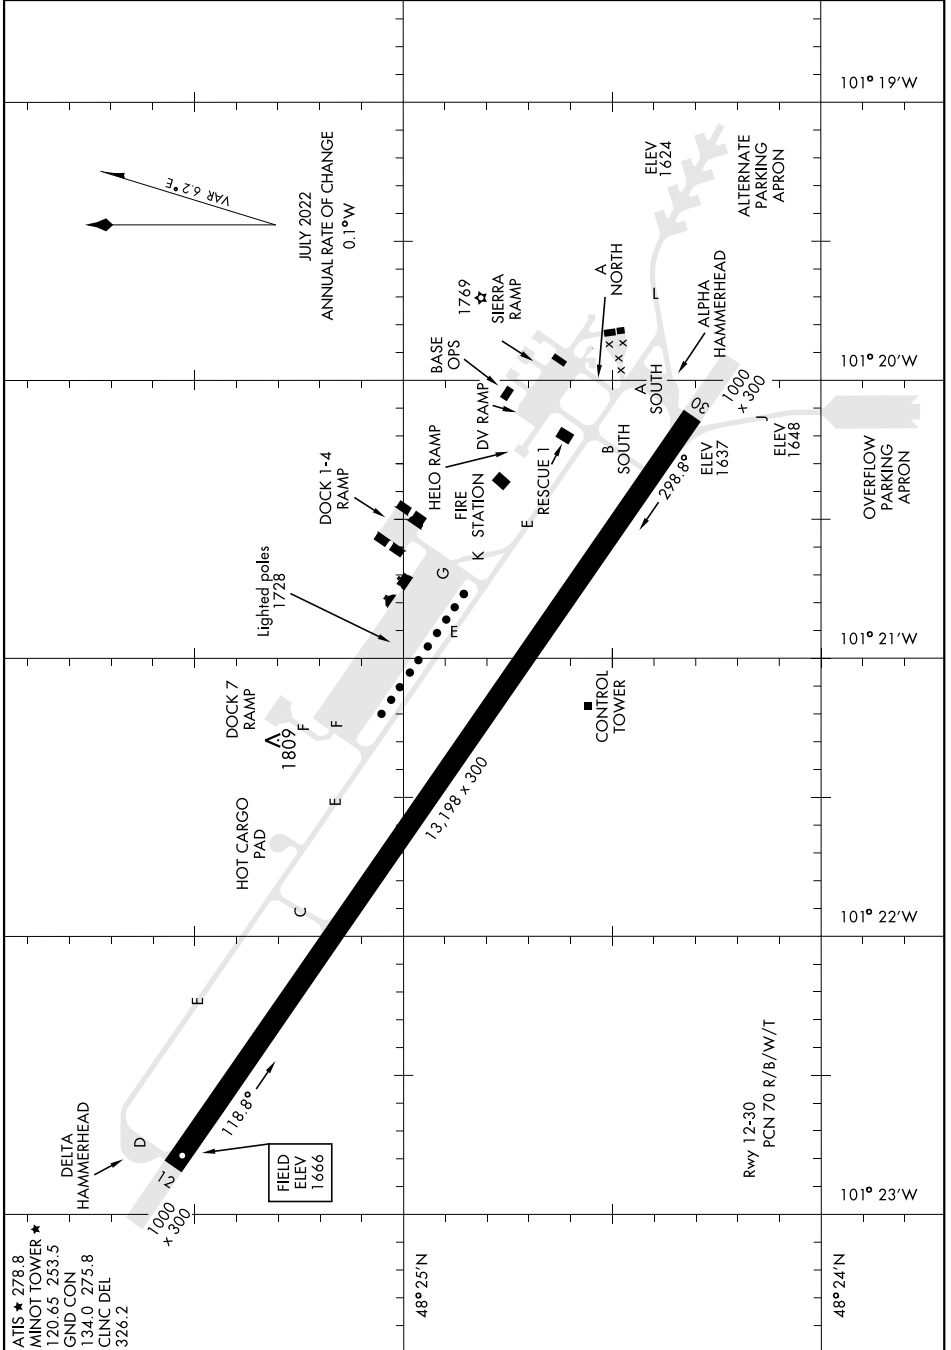 ATIS ★ 278.8
MINOT TOWER ★
120.65 253.5
GND CON
134.0 275.8
CLNC DEL
326.2
JULY 2022
ANNUAL RATE OF CHANGE
0.1°W
VAR 6.2°E
DELTA
HAMMERHEAD
D
12
1000
x 300
118.8°
FIELD
ELEV
1666
E
C
HOT CARGO
PAD
E
DOCK 7
RAMP
1809
F
F
Lighted poles
1728
E
DOCK 1-4
RAMP
G
K
HELO RAMP
FIRE
STATION
E
DV RAMP
BASE
OPS
RESCUE 1
1769
SIERRA
RAMP
A
NORTH
x x x
x x
B
SOUTH
A
SOUTH
L
ALPHA
HAMMERHEAD
ELEV
1624
ALTERNATE
PARKING
APRON
13,198 x 300
CONTROL
TOWER
298.8°
30
1000
x 300
ELEV
1637
J
ELEV
1648
OVERFLOW
PARKING
APRON
Rwy 12-30
PCN 70 R/B/W/T
48°25'N
48°24'N
101°23'W
101°22'W
101°21'W
101°20'W
101°19'W